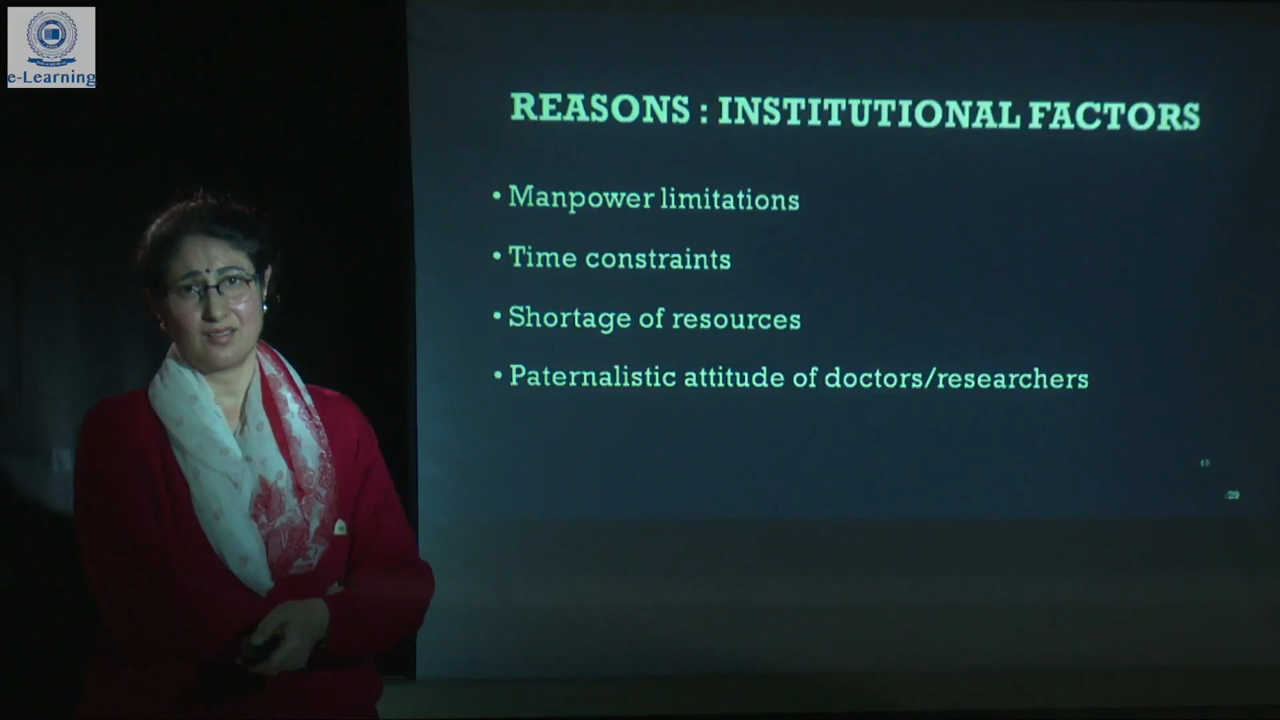 e-Learning
REASONS : INSTITUTIONAL FACTORS
• Manpower limitations
• Time constraints
• Shortage of resources
• Paternalistic attitude of doctors/researchers
/29